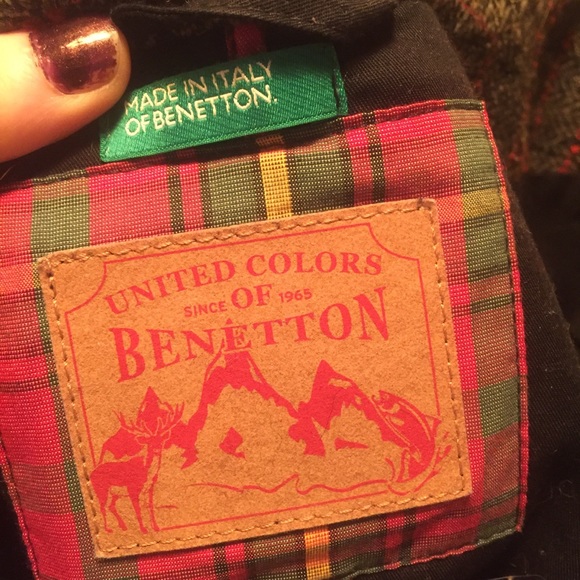 MADE IN ITALY
OF BENETTON.
UNITED COLORS
SINCE OF 1965
BENETTON